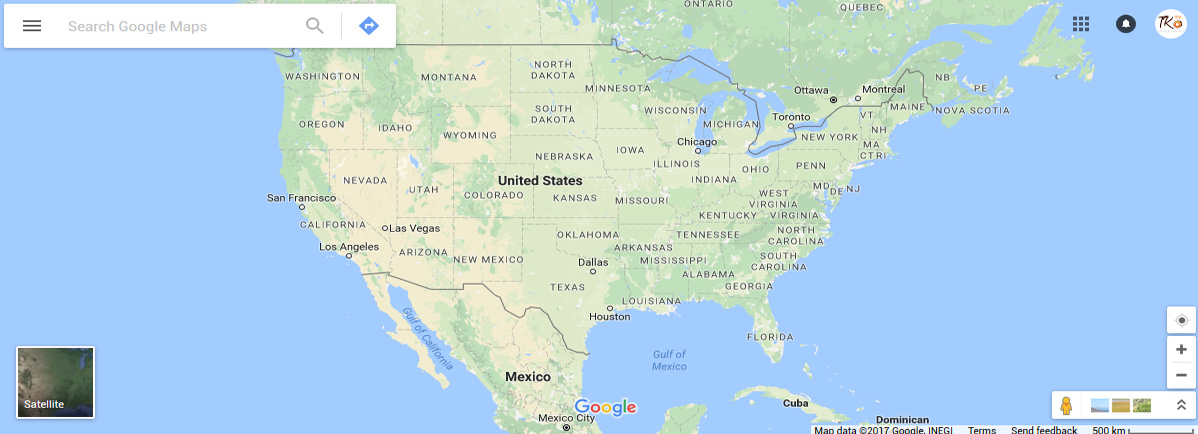 Search Google Maps
TKO
ONTARIO
QUEBEC
WASHINGTON
MONTANA
NORTH
DAKOTA
MINNESOTA
Ottawa
Montreal
NB
PE
NOVA SCOTIA
MAINE
OREGON
IDAHO
WYOMING
SOUTH
DAKOTA
WISCONSIN
MICHIGAN
Toronto
VT.
NH
NEW YORK
MA
CT RI
Chicago
IOWA
NEBRASKA
ILLINOIS
INDIANA
OHIO
PENN
NEVADA
UTAH
COLORADO
United States
KANSAS
MISSOURI
WEST
VIRGINIA
MD
DE
NJ
VIRGINIA
KENTUCKY
San Francisco
CALIFORNIA
Las Vegas
OKLAHOMA
TENNESSEE
NORTH
CAROLINA
Los Angeles
ARIZONA
NEW MEXICO
ARKANSAS
MISSISSIPPI
SOUTH
CAROLINA
Dallas
ALABAMA
TEXAS
GEORGIA
LOUISIANA
Houston
FLORIDA
Gulf of California
Gulf of
Mexico
Mexico
Satellite
Google
Cuba
Mexico City
Dominican
Map data ©2017 Google, INEGI Terms Send feedback 500 km